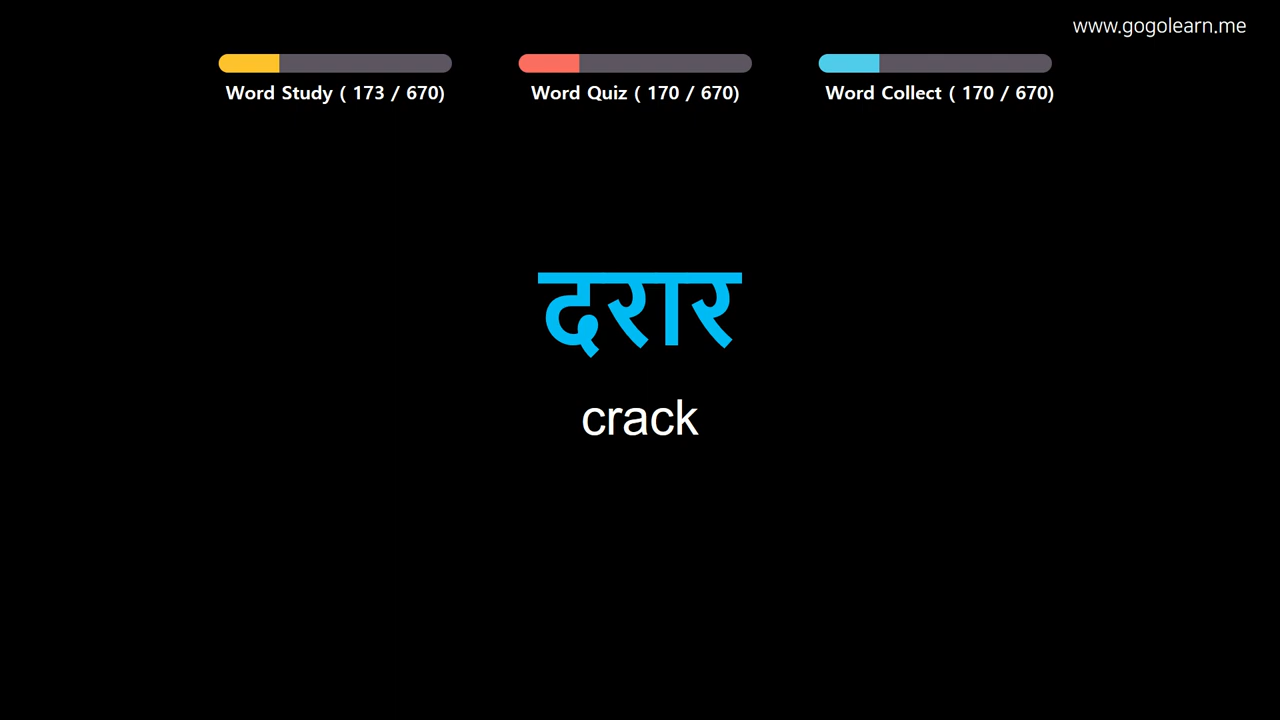 www.gogolearn.me
Word Study ( 173 / 670)
Word Quiz ( 170 / 670)
Word Collect ( 170 / 670)
दरार
crack